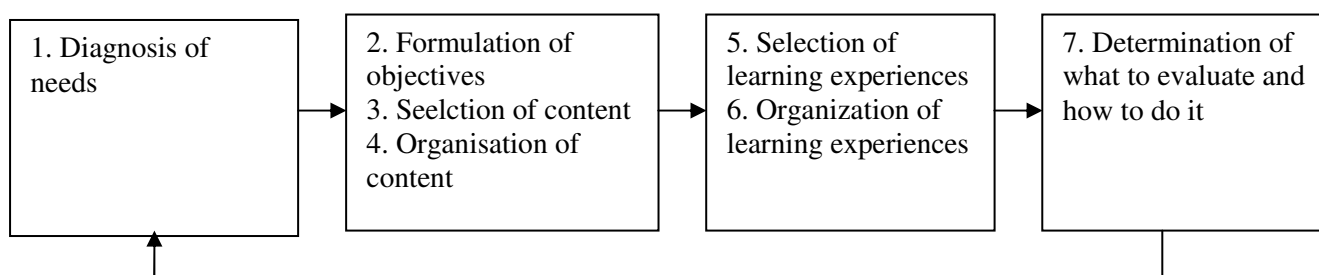 1. Diagnosis of
needs
2. Formulation of
objectives
3. Seelction of content
4. Organisation of
content
5. Selection of
learning experiences
6. Organization of
learning experiences
7. Determination of
what to evaluate and
how to do it